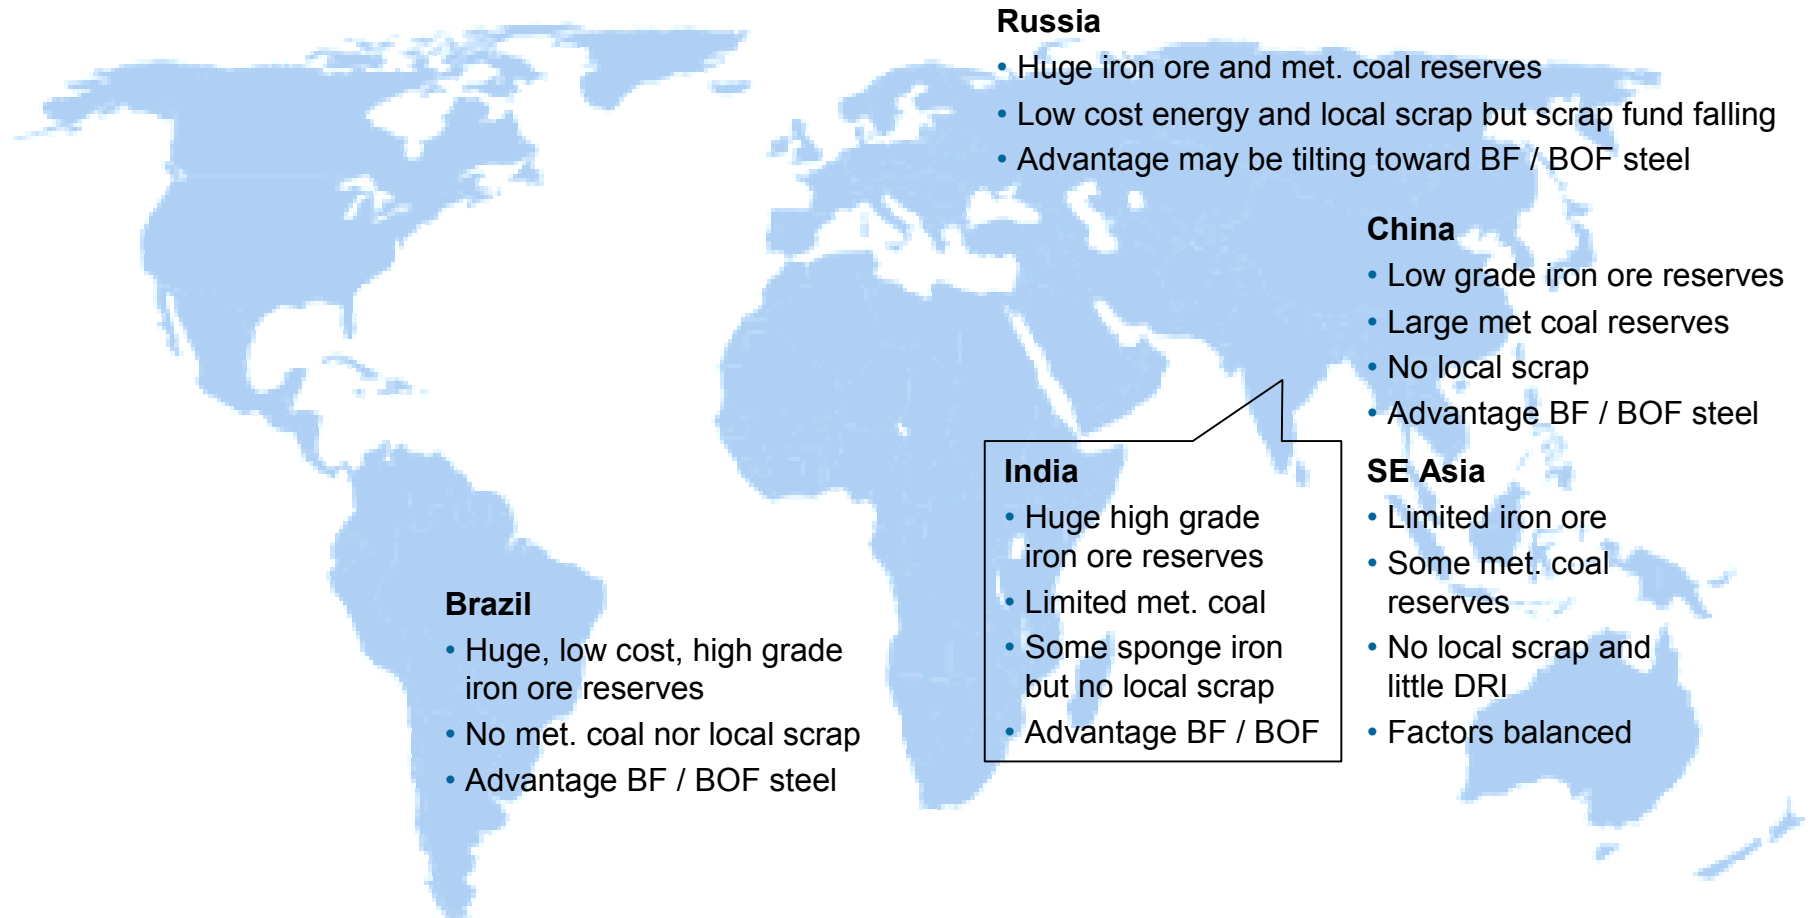 Russia
• Huge iron ore and met. coal reserves
• Low cost energy and local scrap but scrap fund falling
• Advantage may be tilting toward BF / BOF steel
China
• Low grade iron ore reserves
• Large met coal reserves
• No local scrap
• Advantage BF / BOF steel
India
• Huge high grade
iron ore reserves
• Limited met. coal
• Some sponge iron
but no local scrap
• Advantage BF / BOF
SE Asia
• Limited iron ore
• Some met. coal
reserves
• No local scrap and
little DRI
• Factors balanced
Brazil
• Huge, low cost, high grade
iron ore reserves
• No met. coal nor local scrap
• Advantage BF / BOF steel